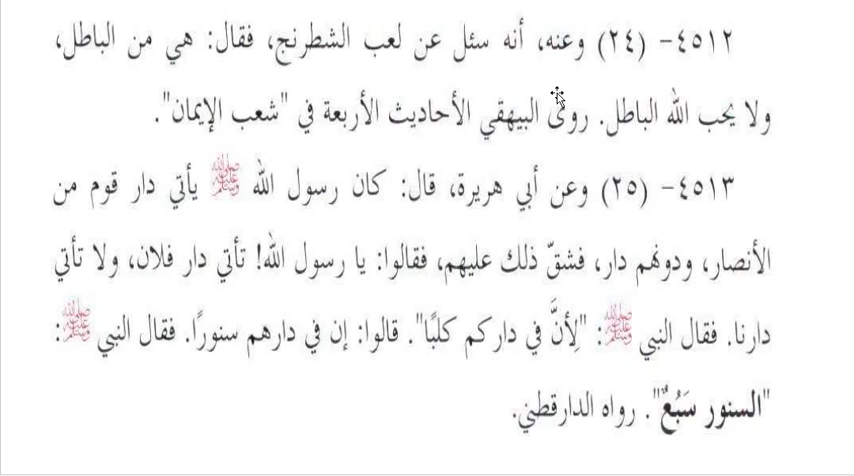 ٤٥١٢- (٢٤) وعنه، أنه سئل عن لعب الشطرنج، فقال: هي من الباطل،
ولا يحب الله الباطل. روى البيهقي الأحاديث الأربعة في "شعب الإيمان".
٤٥١٣- (٢٥) وعن أبي هريرة، قال: كان رسول الله ﷺ يأتي دار قوم من
الأنصار، ودونهم دار، فشقّ ذلك عليهم، فقالوا: يا رسول الله! تأتي دار فلان، ولا تأتي
دارنا. فقال النبي ﷺ: "لِأنَّ في داركم كلبًا". قالوا: إن في دارهم سنورًا. فقال النبي ﷺ:
"السنور سَبُعٌ". رواه الدارقطني.